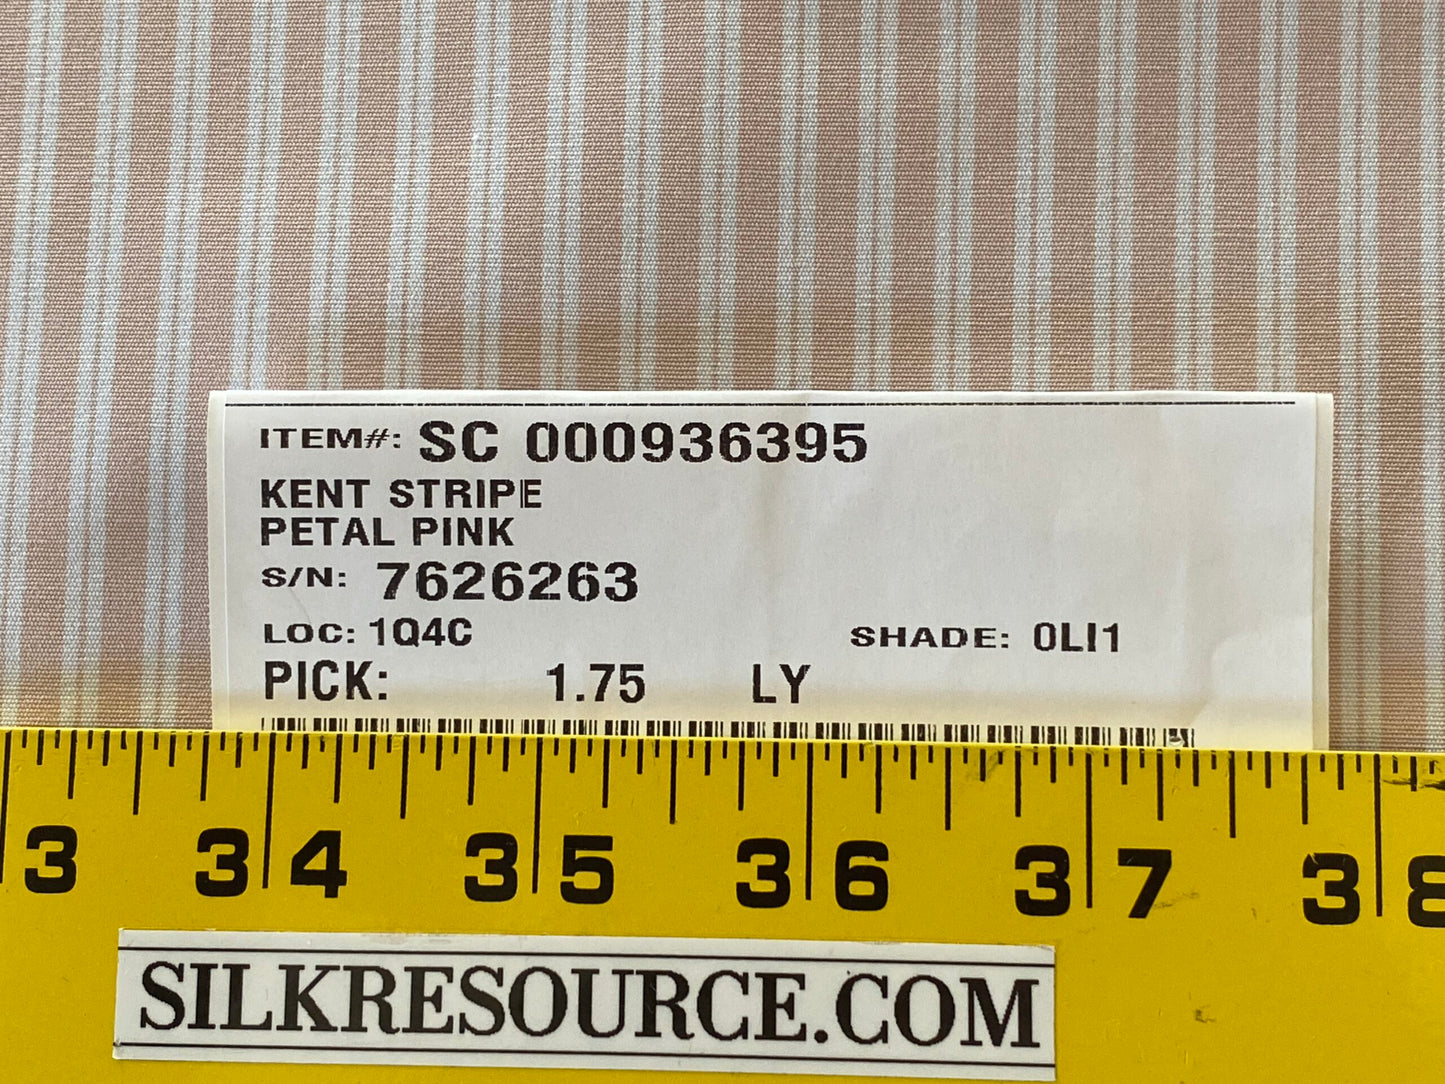 ITEM#: SC 000936395
KENT STRIPE
PETAL PINK
S/N: 7626263
LOC: 1Q4C SHADE: 0LI1
PICK: 1.75 LY
3 34 35 36 37 38
SILKRESOURCE.COM